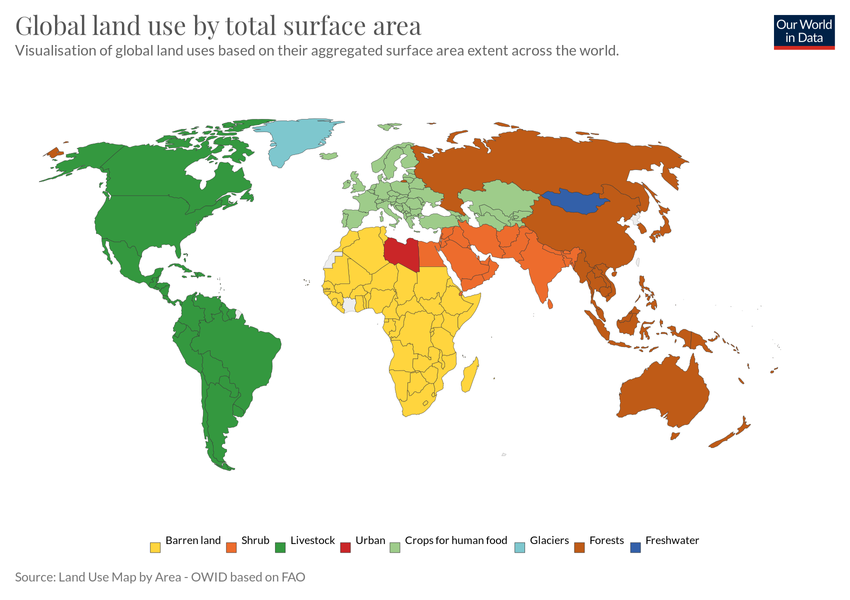 Global land use by total surface area
Our World
in Data
Visualisation of global land uses based on their aggregated surface area extent across the world.
Barren land Shrub Livestock Urban Crops for human food Glaciers Forests Freshwater
Source: Land Use Map by Area - OWID based on FAO